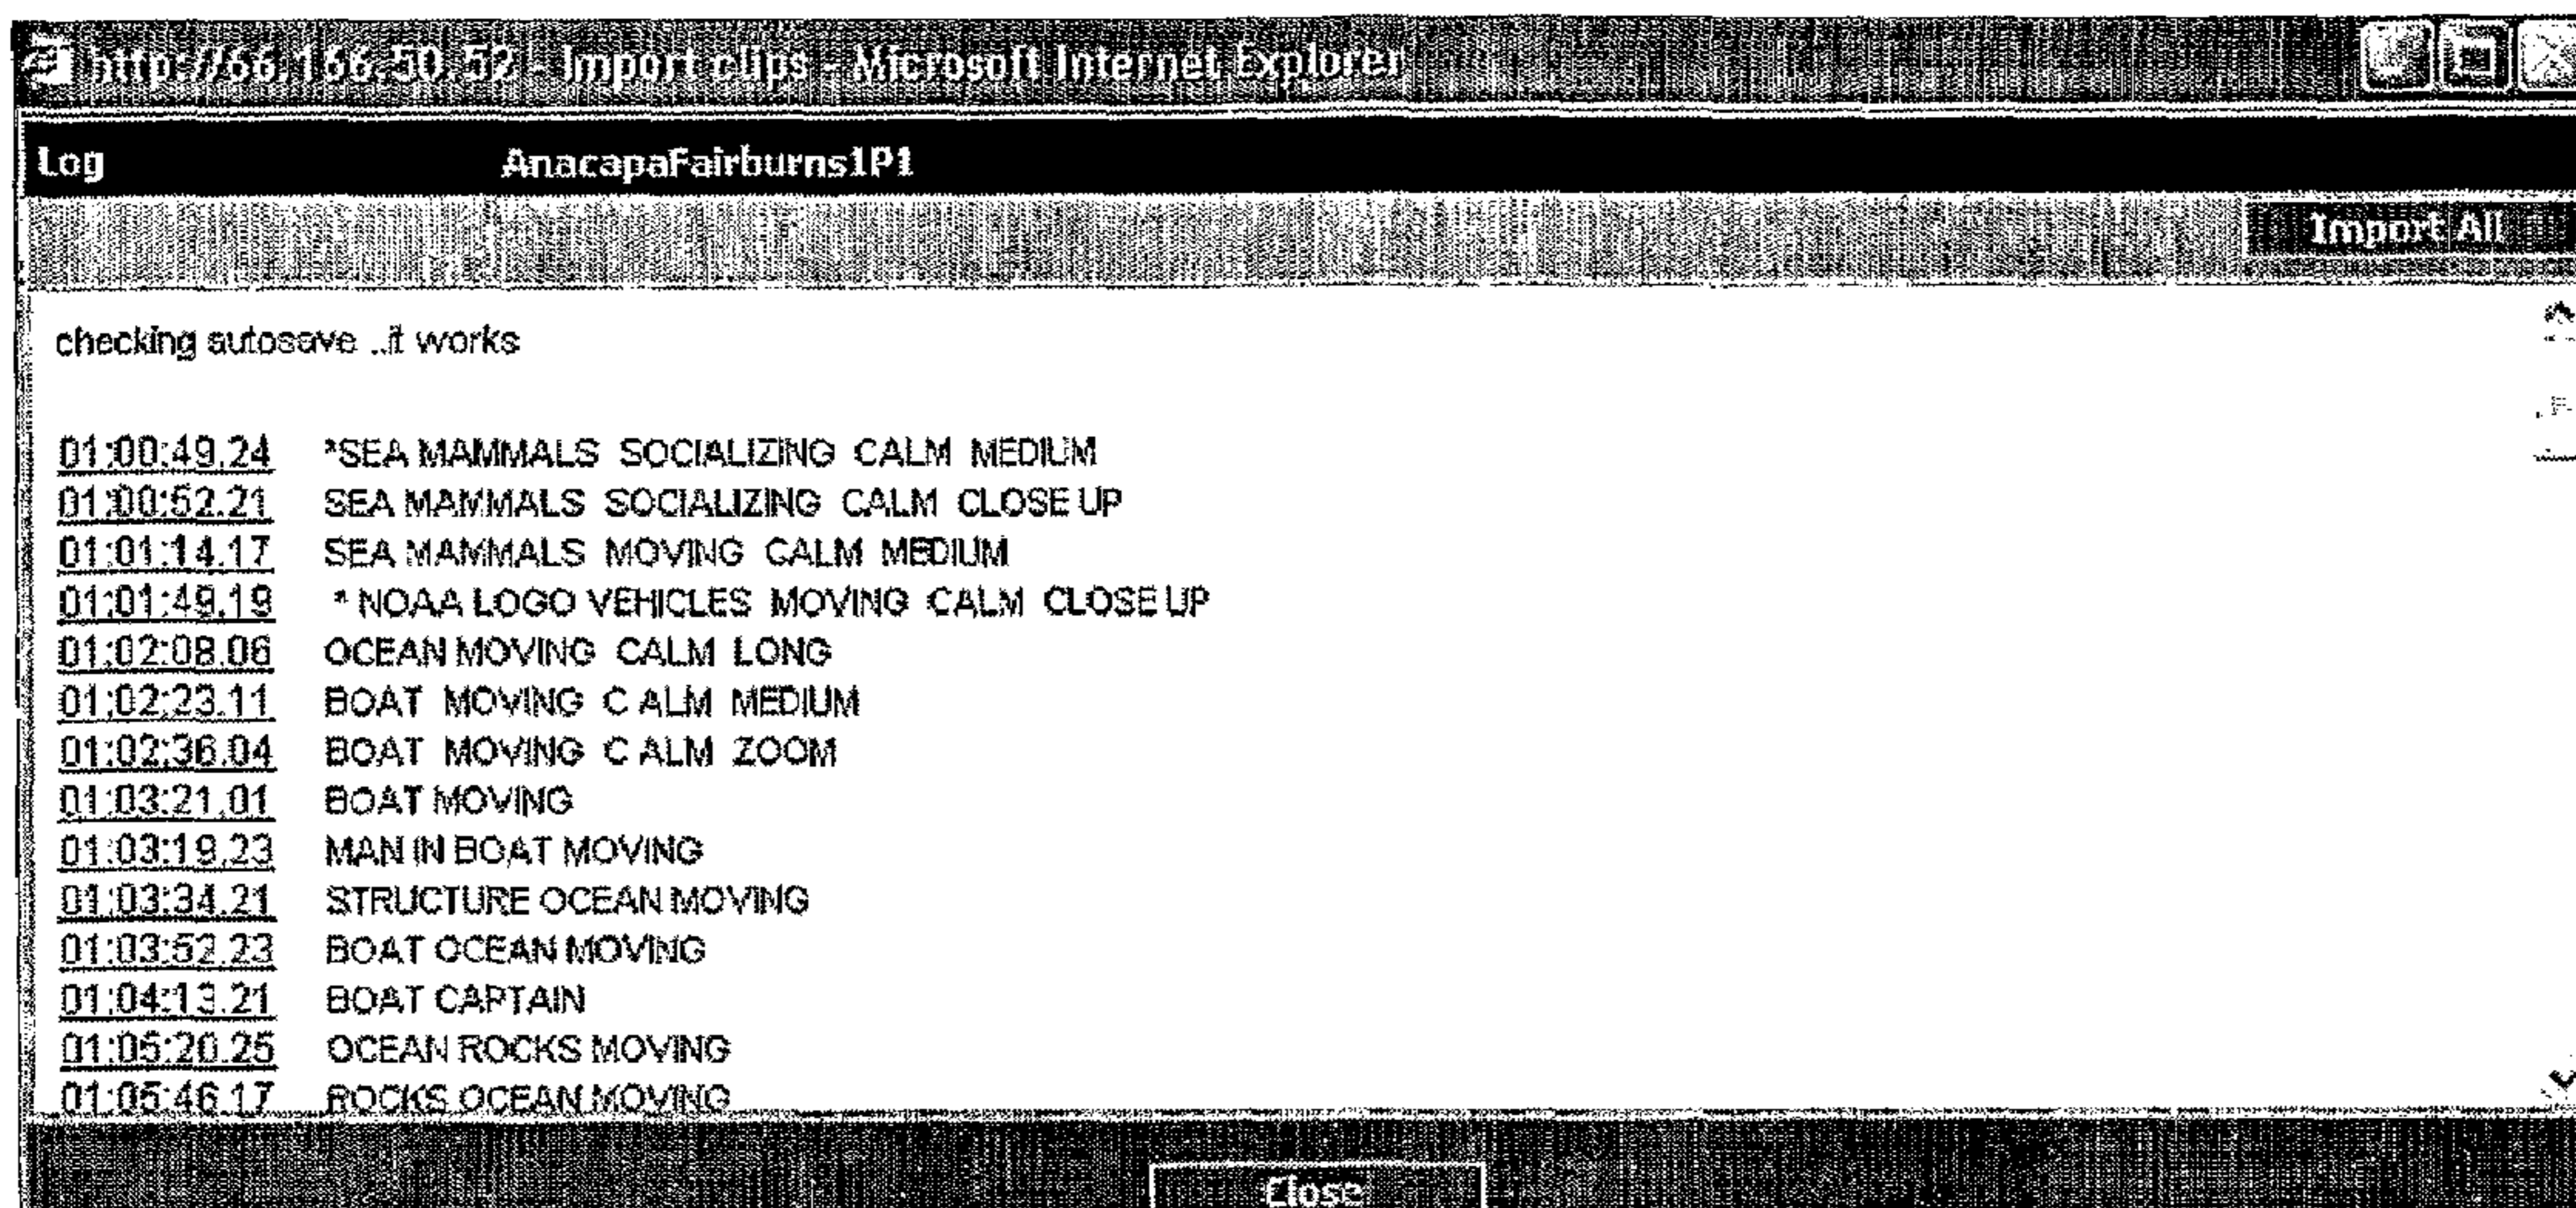 http://66.166.50.52 - Import clips - Microsoft Internet Explorer
Log AnacapaFairburns1P1
Import All
checking autosave ..it works
01:00:49.24 *SEA MAMMALS SOCIALIZING CALM MEDIUM
01:00:52.21 SEA MAMMALS SOCIALIZING CALM CLOSE UP
01:01:14.17 SEA MAMMALS MOVING CALM MEDIUM
01:01:49.19 * NOAA LOGO VEHICLES MOVING CALM CLOSE UP
01:02:08.06 OCEAN MOVING CALM LONG
01:02:23.11 BOAT MOVING C ALM MEDIUM
01:02:36.04 BOAT MOVING C ALM ZOOM
01:03:21.01 BOAT MOVING
01:03:19.23 MAN IN BOAT MOVING
01:03:34.21 STRUCTURE OCEAN MOVING
01:03:52.23 BOAT OCEAN MOVING
01:04:13.21 BOAT CAPTAIN
01:05:20.25 OCEAN ROCKS MOVING
01:05:46.17 ROCKS OCEAN MOVING
Close